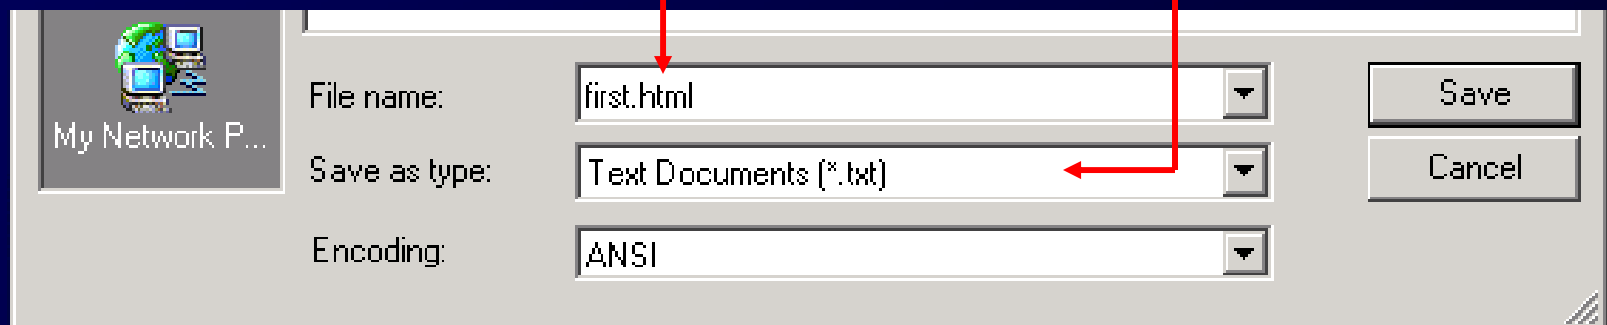 My Network P...
File name:
first.html
Save
Save as type:
Text Documents (*.txt)
Cancel
Encoding:
ANSI